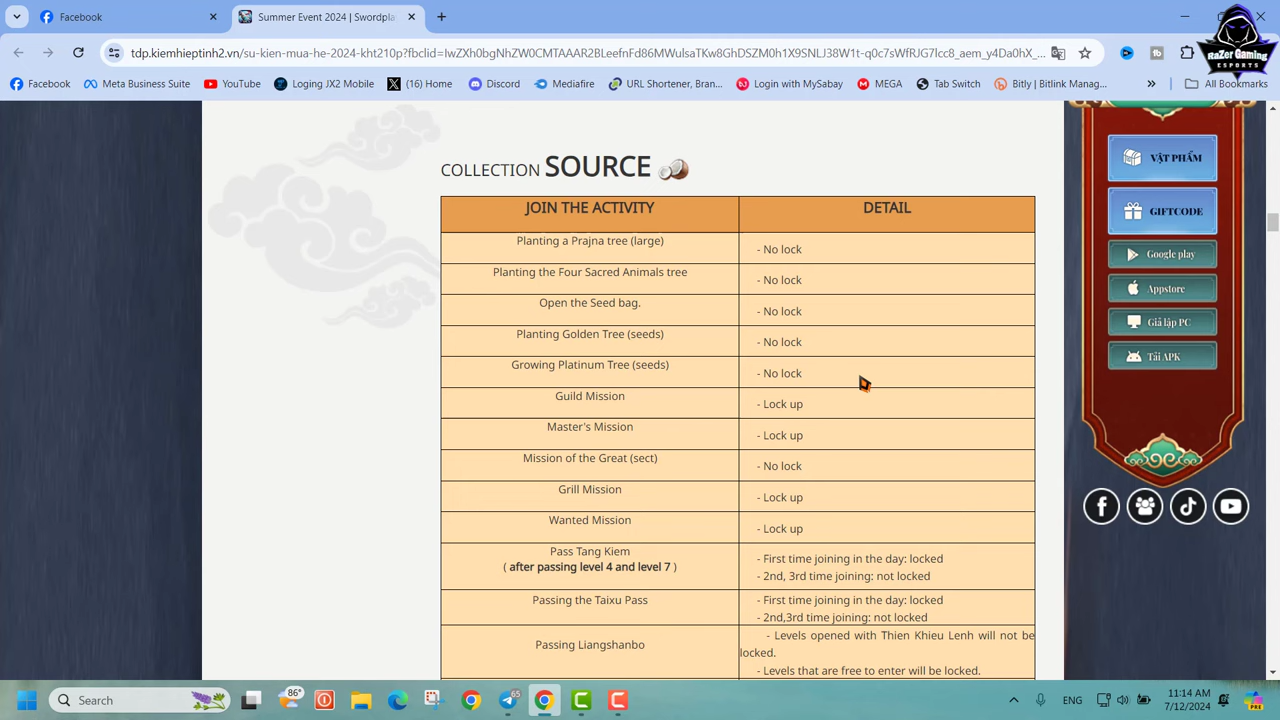 Facebook
Summer Event 2024 | Swordpla
RaZer Gaming
ESPORTS
tdp.kiemhieptinh2.vn/su-kien-mua-he-2024-kht210p?fbclid=
Facebook
Meta Business Suite
YouTube
Loging JX2 Mobile
(16) Home
Discord
Mediafire
URL Shortener, Bran...
Login with MySabay
MEGA
Tab Switch
Bitly | Linking Mana...
All Bookmarks
COLLECTION SOURCE
JOIN THE ACTIVITY
DETAIL
Planting a Prajna tree (large)
- No lock
Planting the Four Sacred Animals tree
- No lock
Open the Seed bag.
- No lock
Planting Golden Tree (seeds)
- No lock
Growing Platinum Tree (seeds)
- No lock
Guild Mission
- Lock up
Master's Mission
- Lock up
Mission of the Great (sect)
- No lock
Grill Mission
- Lock up
Wanted Mission
- Lock up
Pass Tang Kiem
( after passing level 4 and level 7 )
- First time joining in the day: locked
- 2nd, 3rd time joining: not locked
Passing the Taixu Pass
- First time joining in the day: locked
- 2nd,3rd time joining: not locked
Passing Liangshanbo
- Levels opened with Thien Khieu Lenh will not be
locked.
- Levels that are free to enter will be locked.
VẬT PHẨM
GIFTCODE
Google play
Appstore
Giả lập PC
Tải APK
Search
86°
65
ENG
11:14 AM
7/12/2024
PRE